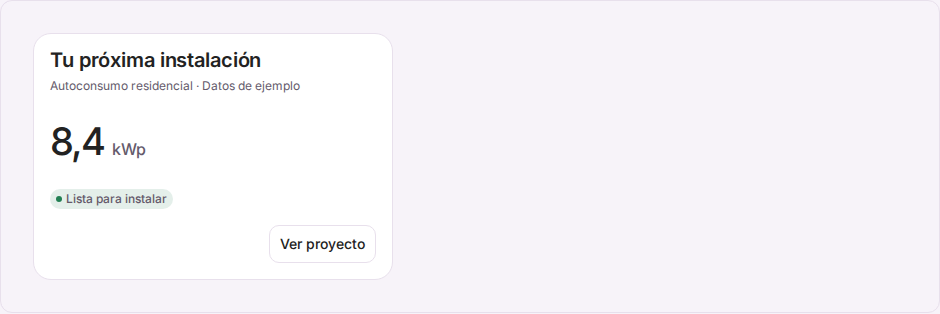 Tu próxima instalación
Autoconsumo residencial · Datos de ejemplo
8,4 kWp
Lista para instalar
Ver proyecto